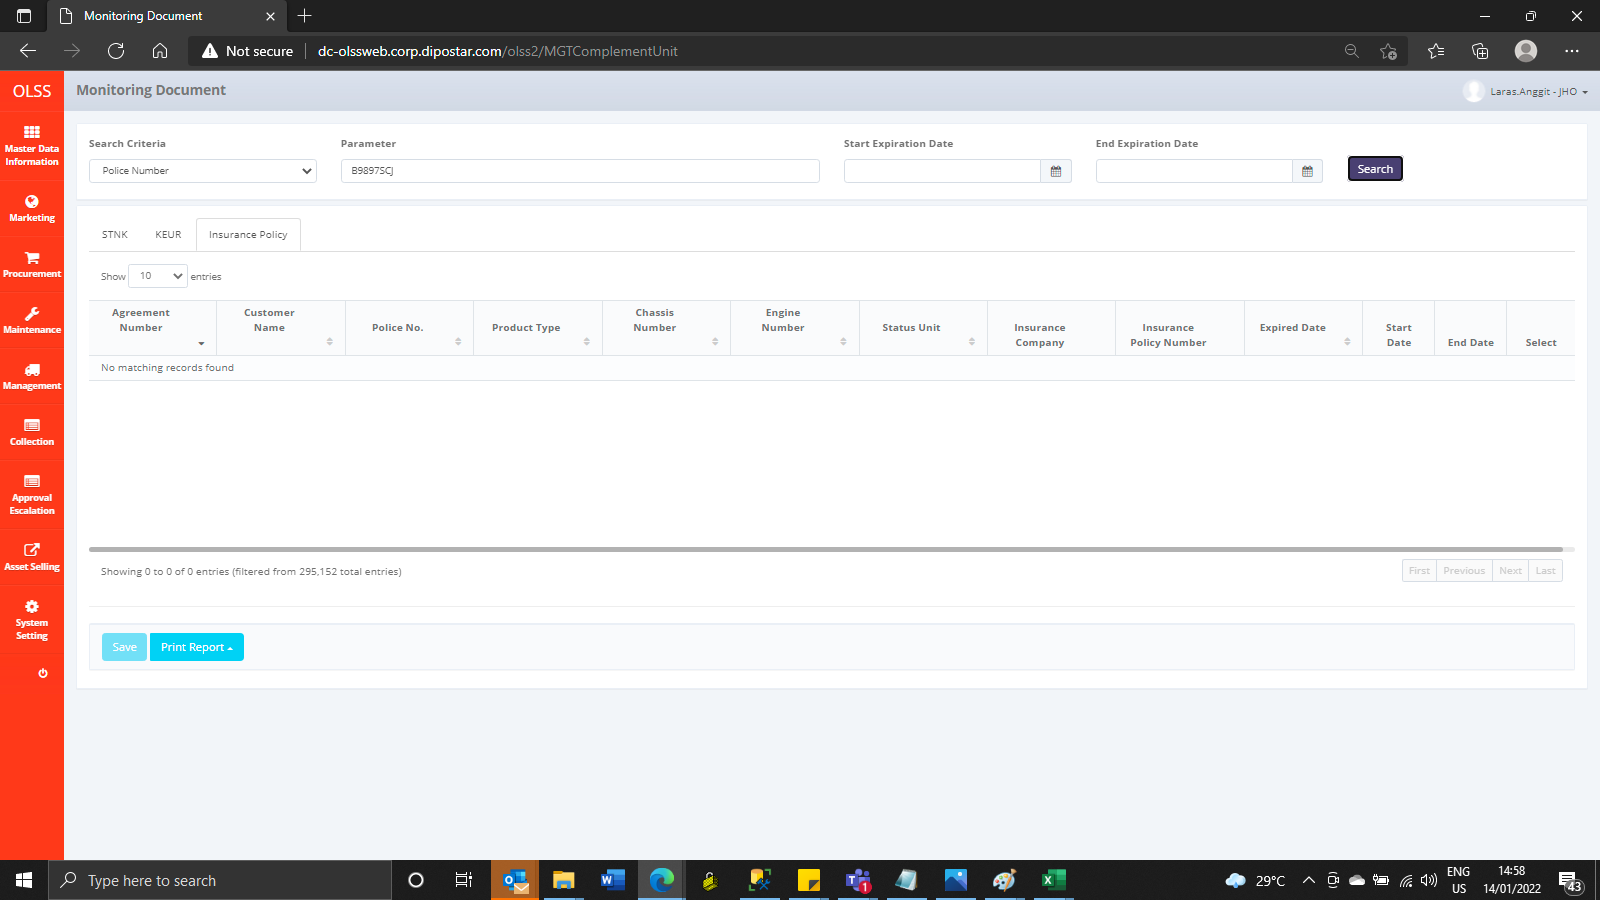 Monitoring Document
Not secure
dc-olssweb.corp.dipostar.com/olss2/MGTComplementUnit
OLSS
Monitoring Document
Laras.Anggit - JHO
Master Data
Information
Marketing
Procurement
Maintenance
Management
Collection
Approval
Escalation
Asset Selling
System
Setting
Search Criteria
Parameter
Start Expiration Date
End Expiration Date
Police Number
B9897SCJ
Search
STNK
KEUR
Insurance Policy
Show 10 entries
Agreement
Number
Customer
Name
Police No.
Product Type
Chassis
Number
Engine
Number
Status Unit
Insurance
Company
Insurance
Policy Number
Expired Date
Start
Date
End Date
Select
No matching records found
Showing 0 to 0 of 0 entries (filtered from 295,152 total entries)
First
Previous
Next
Last
Save
Print Report
Type here to search
1
29°C
ENG
US
14:58
14/01/2022
43